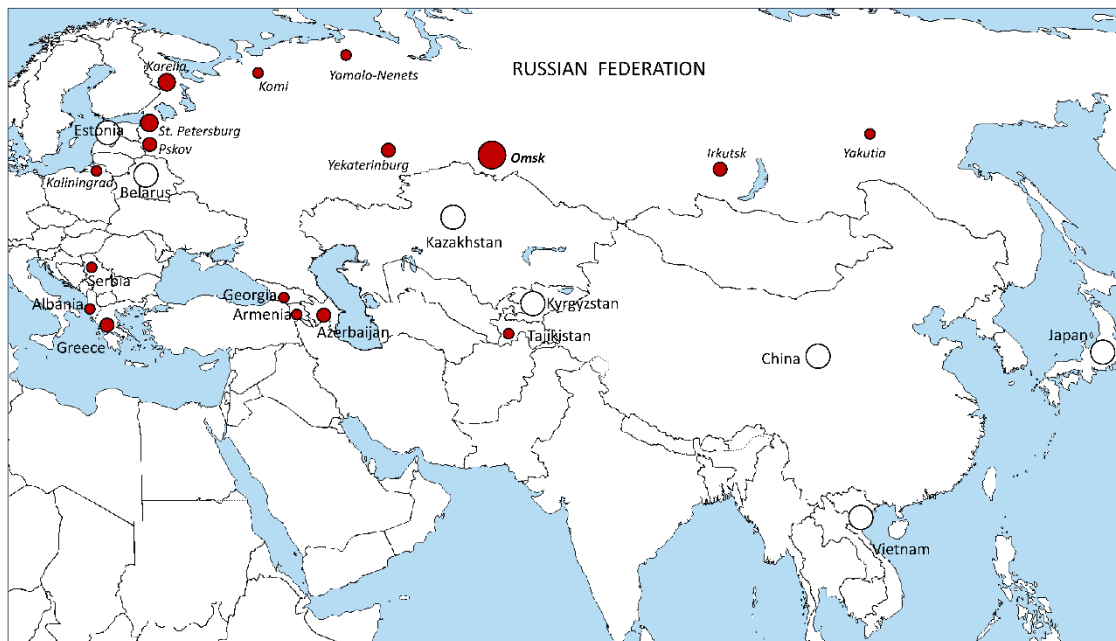 Karelia
Yamalo-Nenets
Komi
RUSSIAN FEDERATION
Estonia
St. Petersburg
Pskov
Yekaterinburg
Omsk
Irkutsk
Yakutia
Kaliningrad
Belarus
Kazakhstan
Serbia
Georgia
Albania
Armenia
Azerbaijan
Kyrgyzstan
Tajikistan
Greece
China
Japan
Vietnam